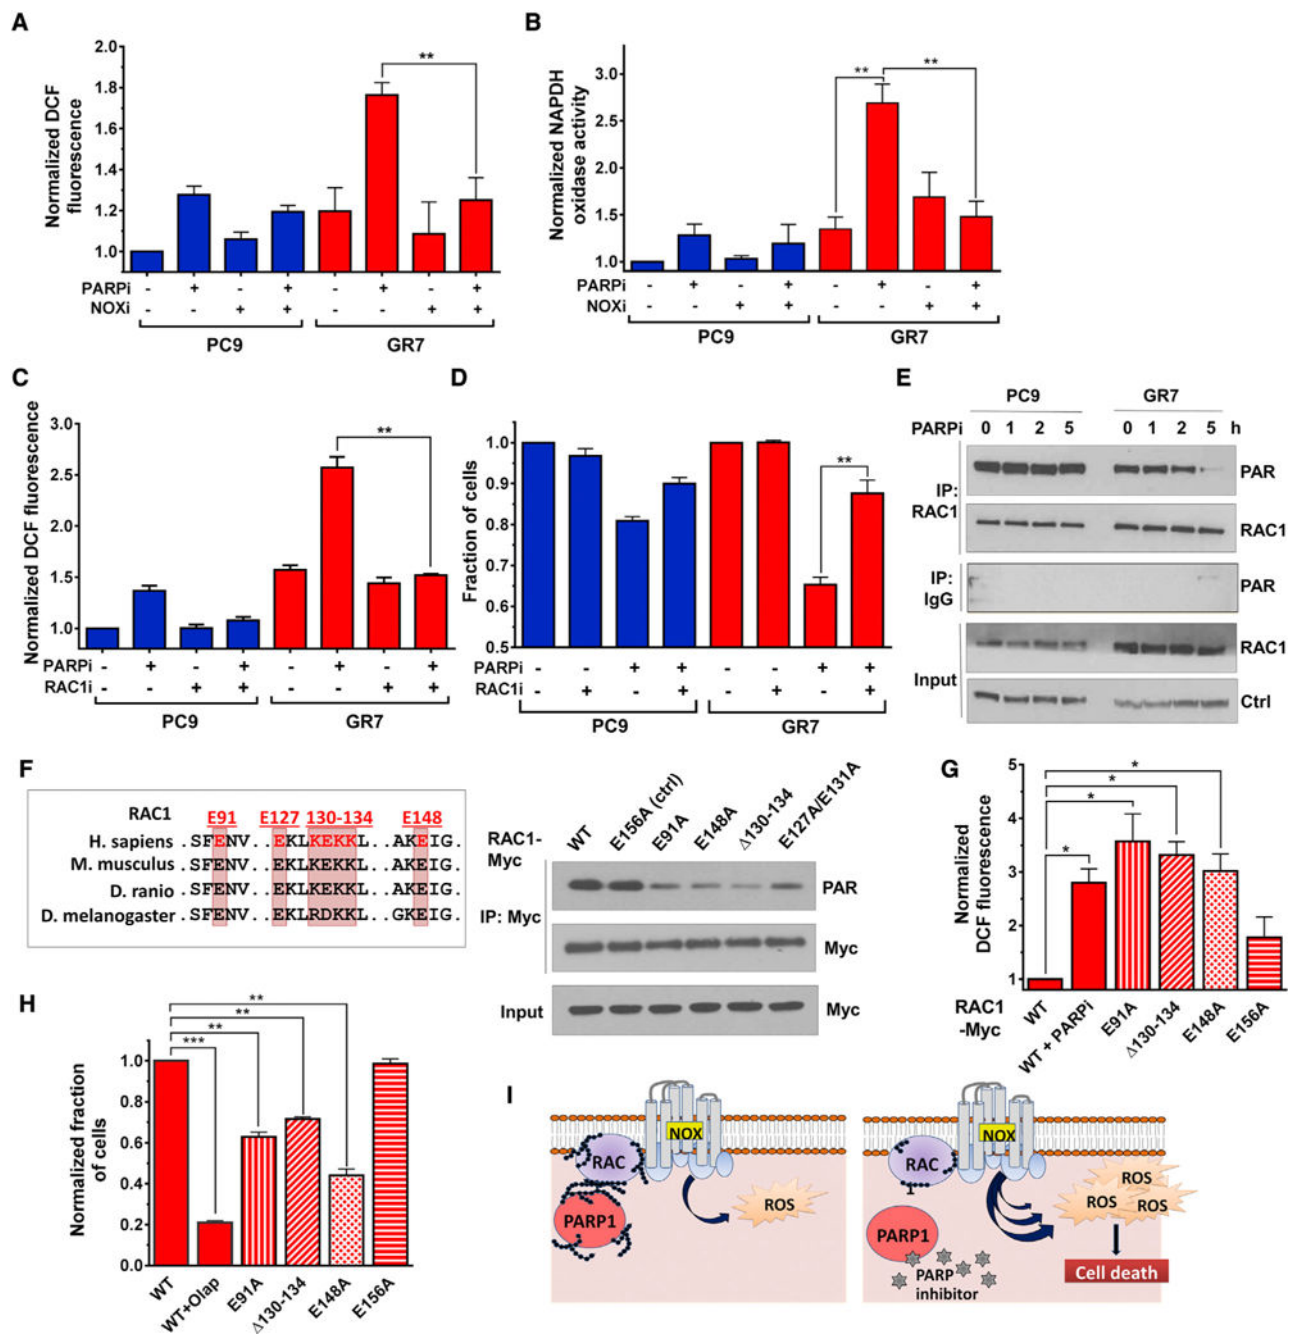 A
Normalized DCF
fluorescence
2.0
1.8
1.6
1.4
1.2
1.0
**
PARPi - + - + - + - +
NOXi - - + + - - + +
PC9 GR7
B
Normalized NAPDH
oxidase activity
3.0
2.5
2.0
1.5
1.0
** **
PARPi - + - + - + - +
NOXi - - + + - - + +
PC9 GR7
C
Normalized DCF fluorescence
3.0
2.5
2.0
1.5
1.0
**
PARPi - + - + - + - +
RAC1i - - + + - - + +
PC9 GR7
D
Fraction of cells
1.0
0.9
0.8
0.7
0.6
0.5
**
PARPi - - + + - - + +
RAC1i - + - + - + - +
PC9 GR7
E
PC9 GR7
PARPi 0 1 2 5 0 1 2 5 h
IP:
RAC1
PAR
RAC1
IP:
IgG
PAR
Input
RAC1
Ctrl
F
RAC1 E91 E127 130-134 E148
H. sapiens .SFENV..EKLKEKKL..AKEIG.
M. musculus .SFENV..EKLKEKKL..AKEIG.
D. ranio .SFENV..EKLKEKKL..AKEIG.
D. melanogaster .SFENV..EKLRDKKL..GKEIG.
RAC1-
Myc
WT E156A (ctrl) E91A E148A Δ130-134 E127A/E131A
IP: Myc
PAR
Myc
Input
Myc
G
Normalized
DCF fluorescence
5
4
3
2
1
*
*
*
*
RAC1
-Myc
WT WT + PARPi E91A Δ130-134 E148A E156A
H
Normalized fraction
of cells
1.0
0.8
0.6
0.4
0.2
0.0
**
**
**
***
WT WT+Olap E91A Δ130-134 E148A E156A
I
NOX
RAC
PARP1
ROS
NOX
RAC
PARP1
PARP
inhibitor
ROS
ROS
ROS
Cell death